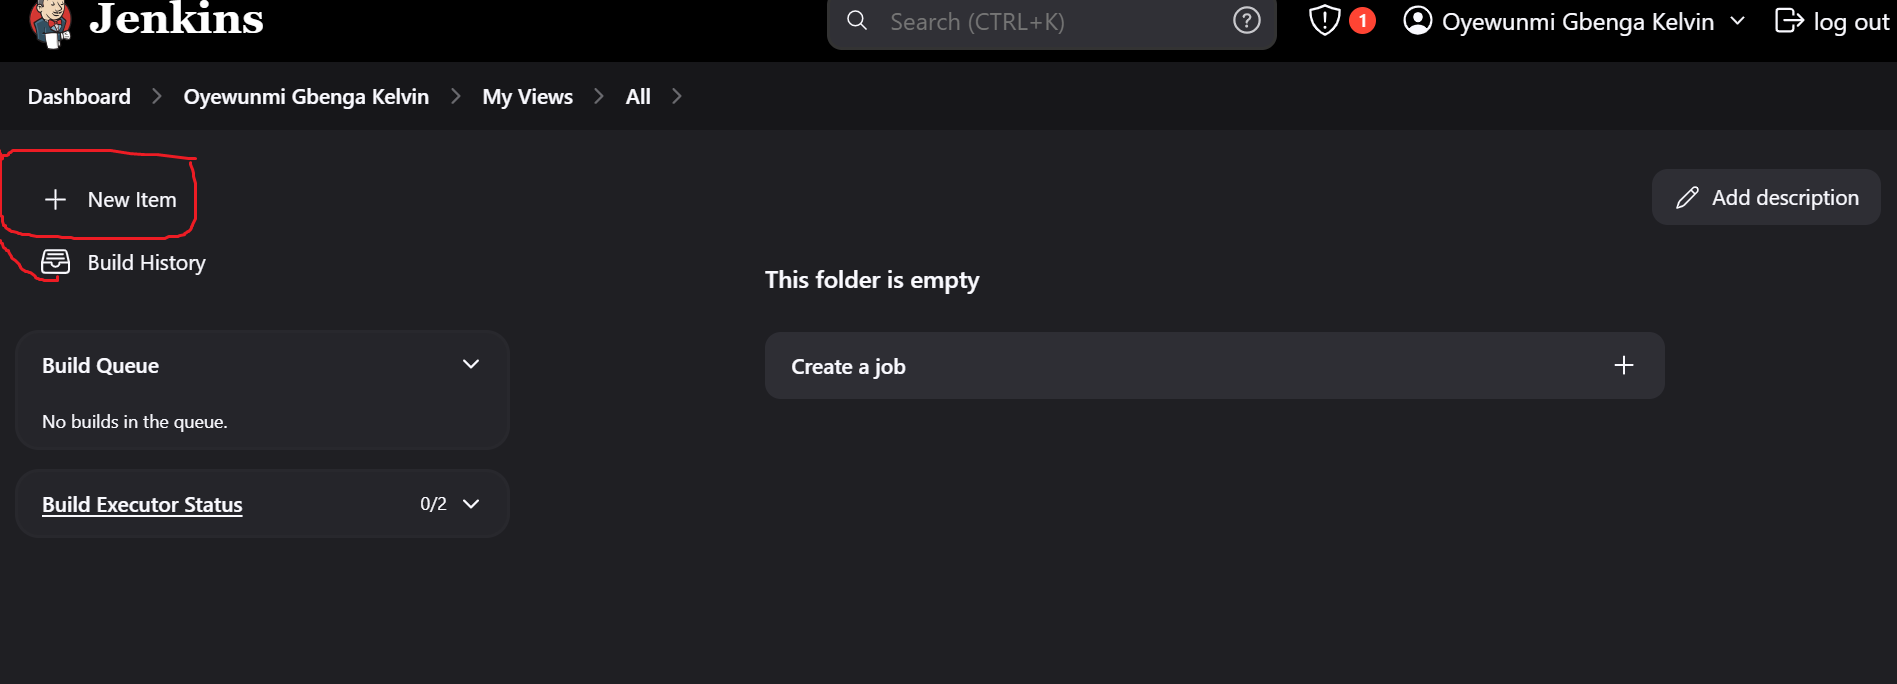 Jenkins
Search (CTRL+K)
1
Oyewunmi Gbenga Kelvin
log out
Dashboard
Oyewunmi Gbenga Kelvin
My Views
All
New Item
Add description
Build History
This folder is empty
Build Queue
Create a job
No builds in the queue.
Build Executor Status
0/2